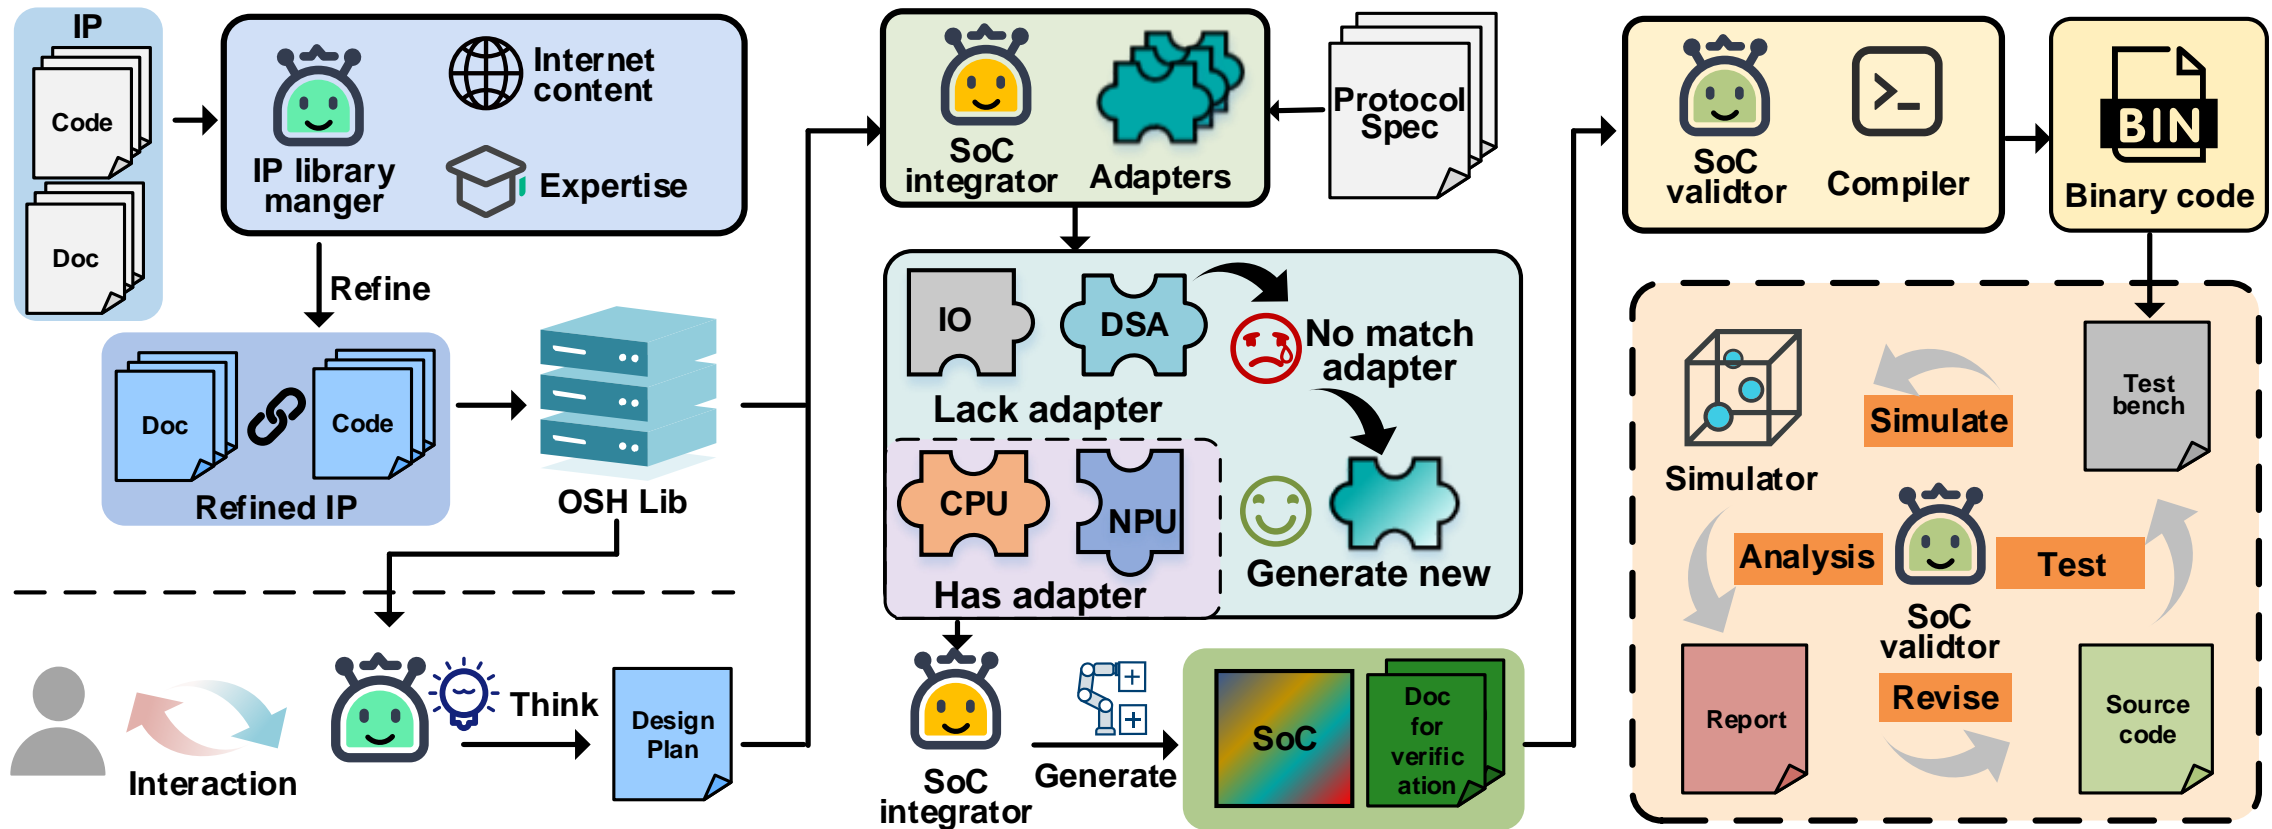 IP
Code
Doc
IP library
manger
Internet
content
Expertise
Refine
Doc
Code
Refined IP
OSH Lib
Interaction
Think
Design
Plan
SoC
integrator
Adapters
Protocol
Spec
IO
DSA
No match
adapter
Lack adapter
CPU
NPU
Has adapter
Generate new
SoC
integrator
Generate
SoC
Doc
for
verific
ation
SoC
validtor
Compiler
BIN
Binary code
Simulator
Simulate
Test
bench
Analysis
Test
SoC
validtor
Revise
Report
Source
code